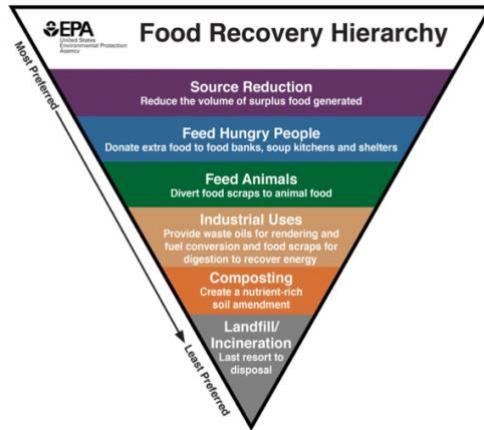 EPA
United States
Environmental Protection
Agency
Food Recovery Hierarchy
Most Preferred
Source Reduction
Reduce the volume of surplus food generated
Feed Hungry People
Donate extra food to food banks, soup kitchens and shelters
Feed Animals
Divert food scraps to animal food
Industrial Uses
Provide waste oils for rendering and
fuel conversion and food scraps for
digestion to recover energy
Composting
Create a nutrient-rich
soil amendment
Landfill/
Incineration
Last resort to
disposal
Least Preferred